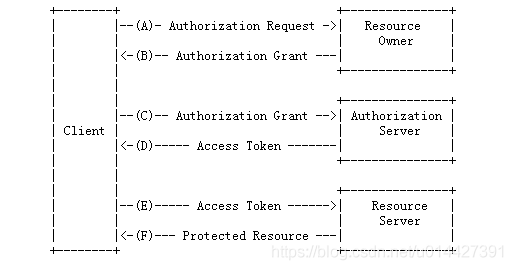 +--------+                               +---------------+
|        |--(A)- Authorization Request ->|   Resource    |
|        |                               |     Owner     |
|        |<-(B)-- Authorization Grant ---|               |
|        |                               +---------------+
|        |
|        |                               +---------------+
|        |--(C)-- Authorization Grant -->| Authorization |
| Client |                               |     Server    |
|        |<-(D)----- Access Token -------|               |
|        |                               +---------------+
|        |
|        |                               +---------------+
|        |--(E)----- Access Token ------>|    Resource   |
|        |                               |     Server    |
|        |<-(F)--- Protected Resource ---|               |
+--------+                               +---------------+
https://blog.csdn.net/u014427391